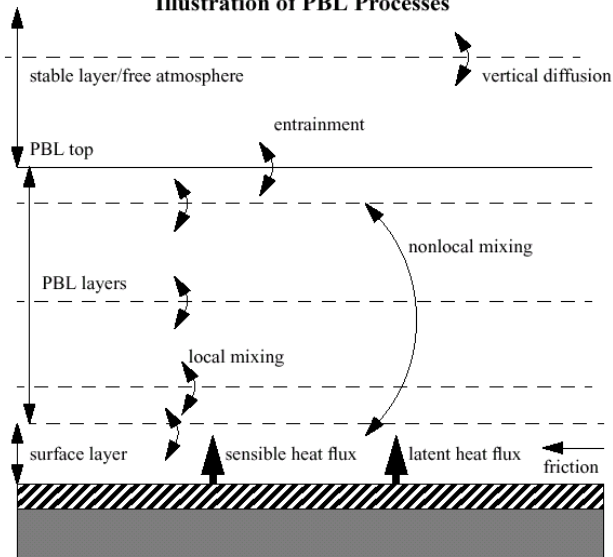 Illustration of PBL Processes
stable layer/free atmosphere
vertical diffusion
entrainment
PBL top
nonlocal mixing
PBL layers
local mixing
surface layer
sensible heat flux
latent heat flux
friction